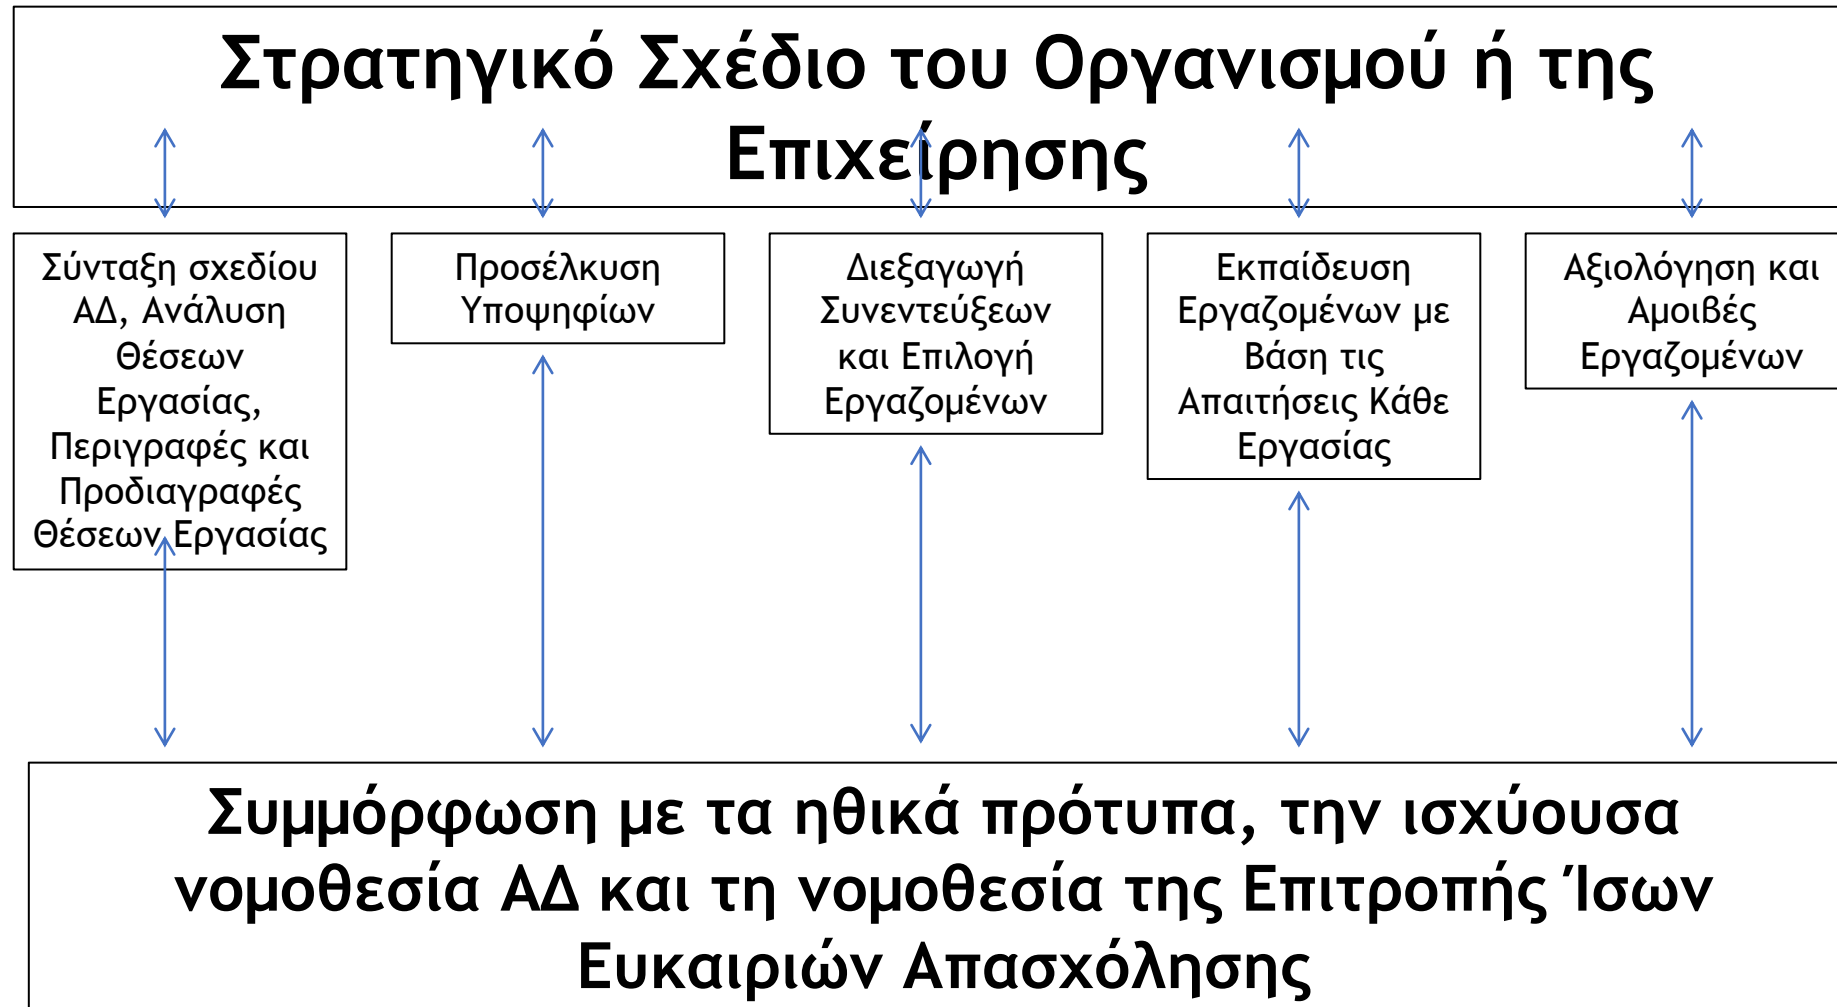 Στρατηγικό Σχέδιο του Οργανισμού ή της
Επιχείρησης
Σύνταξη σχεδίου
ΑΔ, Ανάλυση
Θέσεων
Εργασίας,
Περιγραφές και
Προδιαγραφές
Θέσεων Εργασίας
Προσέλκυση
Υποψηφίων
Διεξαγωγή
Συνεντεύξεων
και Επιλογή
Εργαζομένων
Εκπαίδευση
Εργαζομένων με
Βάση τις
Απαιτήσεις Κάθε
Εργασίας
Αξιολόγηση και
Αμοιβές
Εργαζομένων
Συμμόρφωση με τα ηθικά πρότυπα, την ισχύουσα
νομοθεσία ΑΔ και τη νομοθεσία της Επιτροπής Ίσων
Ευκαιριών Απασχόλησης